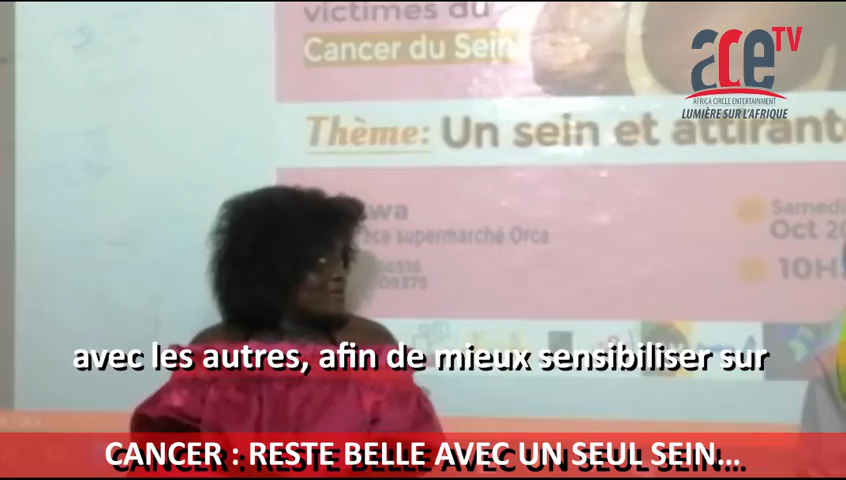 victimes du
Cancer du Sein
aceTV
AFRICA CIRCLE ENTERTAINMENT
LUMIÈRE SUR L'AFRIQUE
Thème: Un sein et attirant
Samedi
Oct 20
ace supermarché Orca
10H
avec les autres, afin de mieux sensibiliser sur
CANCER : RESTE BELLE AVEC UN SEUL SEIN...